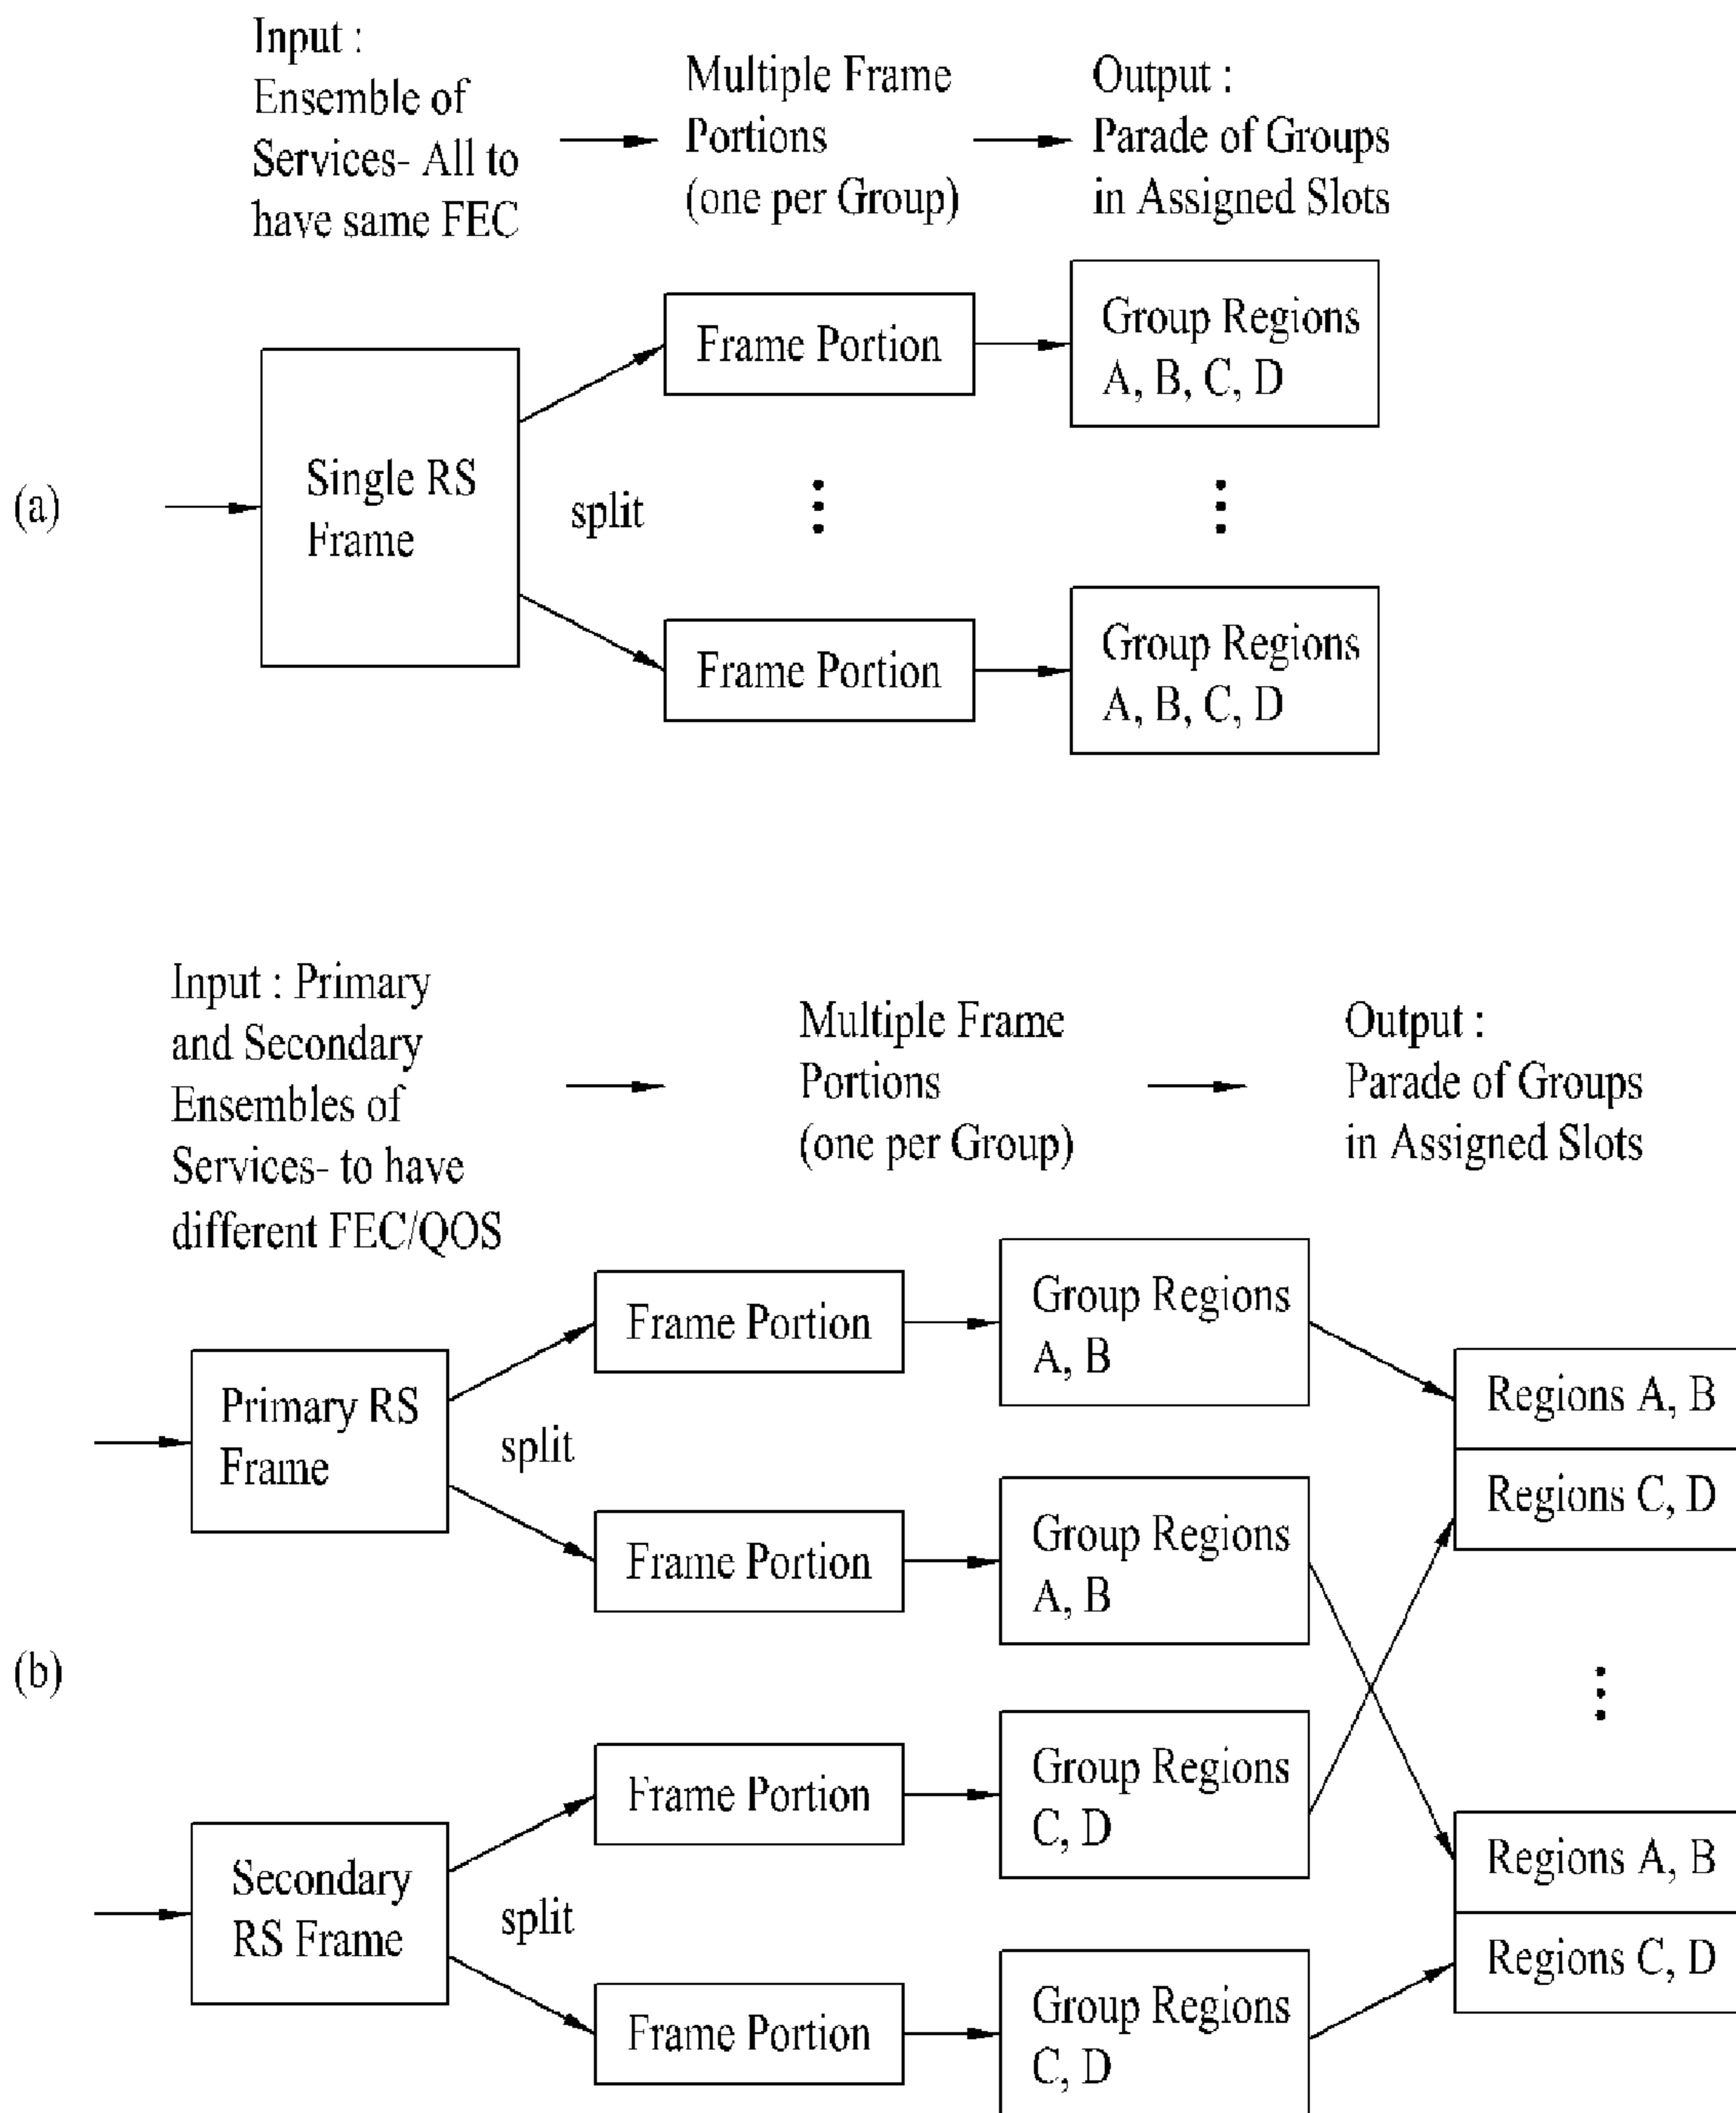 Input :
Ensemble of
Services- All to
have same FEC
Multiple Frame
Portions
(one per Group)
Output :
Parade of Groups
in Assigned Slots
(a)
Single RS
Frame
split
Frame Portion
Group Regions
A, B, C, D
Frame Portion
Group Regions
A, B, C, D
Input : Primary
and Secondary
Ensembles of
Services- to have
different FEC/QOS
Multiple Frame
Portions
(one per Group)
Output :
Parade of Groups
in Assigned Slots
(b)
Primary RS
Frame
split
Frame Portion
Group Regions
A, B
Frame Portion
Group Regions
A, B
Secondary
RS Frame
split
Frame Portion
Group Regions
C, D
Frame Portion
Group Regions
C, D
Regions A, B
Regions C, D
Regions A, B
Regions C, D